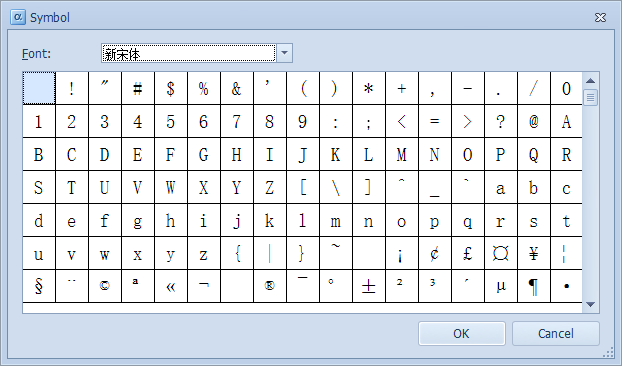 α Symbol
Font: 新宋体
! " # $ % & ' ( ) * + , - . / 0
1 2 3 4 5 6 7 8 9 : ; < = > ? @ A
B C D E F G H I J K L M N O P Q R
S T U V W X Y Z [ \ ] ^ _ ` a b c
d e f g h i j k l m n o p q r s t
u v w x y z { | } ~ ¡ ¢ £ ¤ ¥ ¦
§ ¨ © ª « ¬ ® ¯ ° ± ² ³ ´ µ ¶ •
OK Cancel